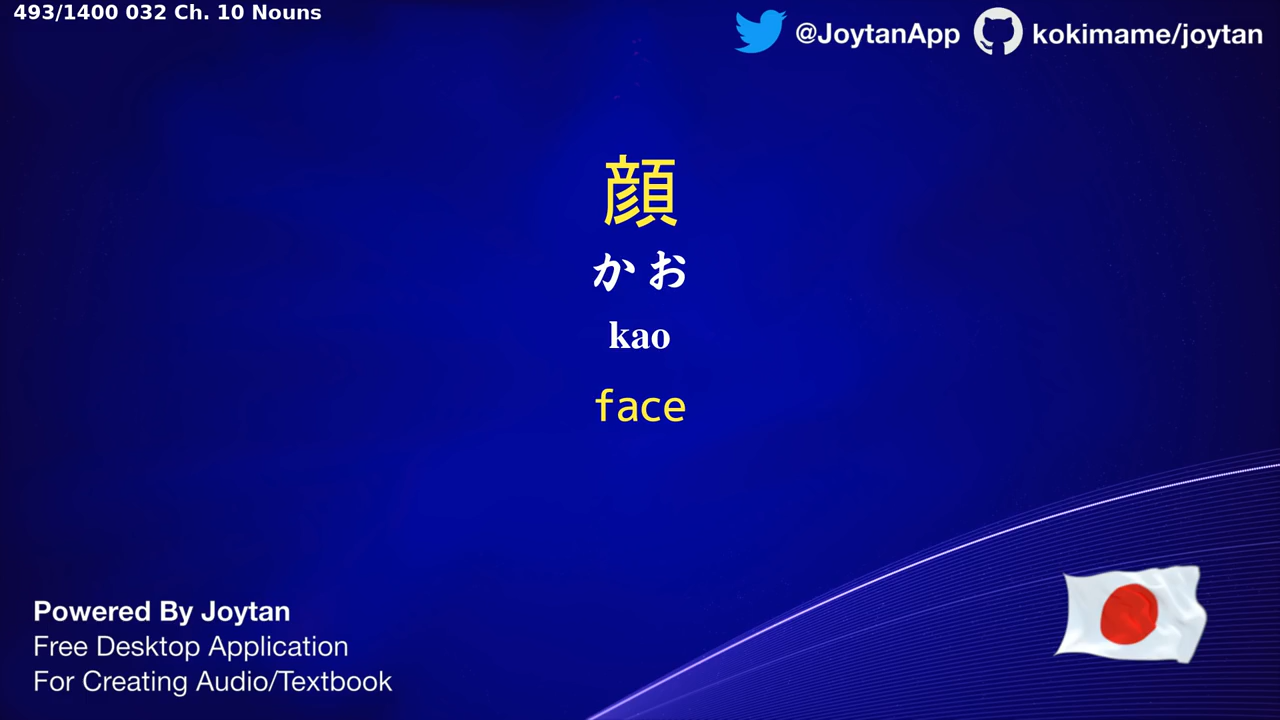 493/1400 032 Ch. 10 Nouns
@JoytanApp kokimame/joytan
顔
かお
kao
face
Powered By Joytan
Free Desktop Application
For Creating Audio/Textbook